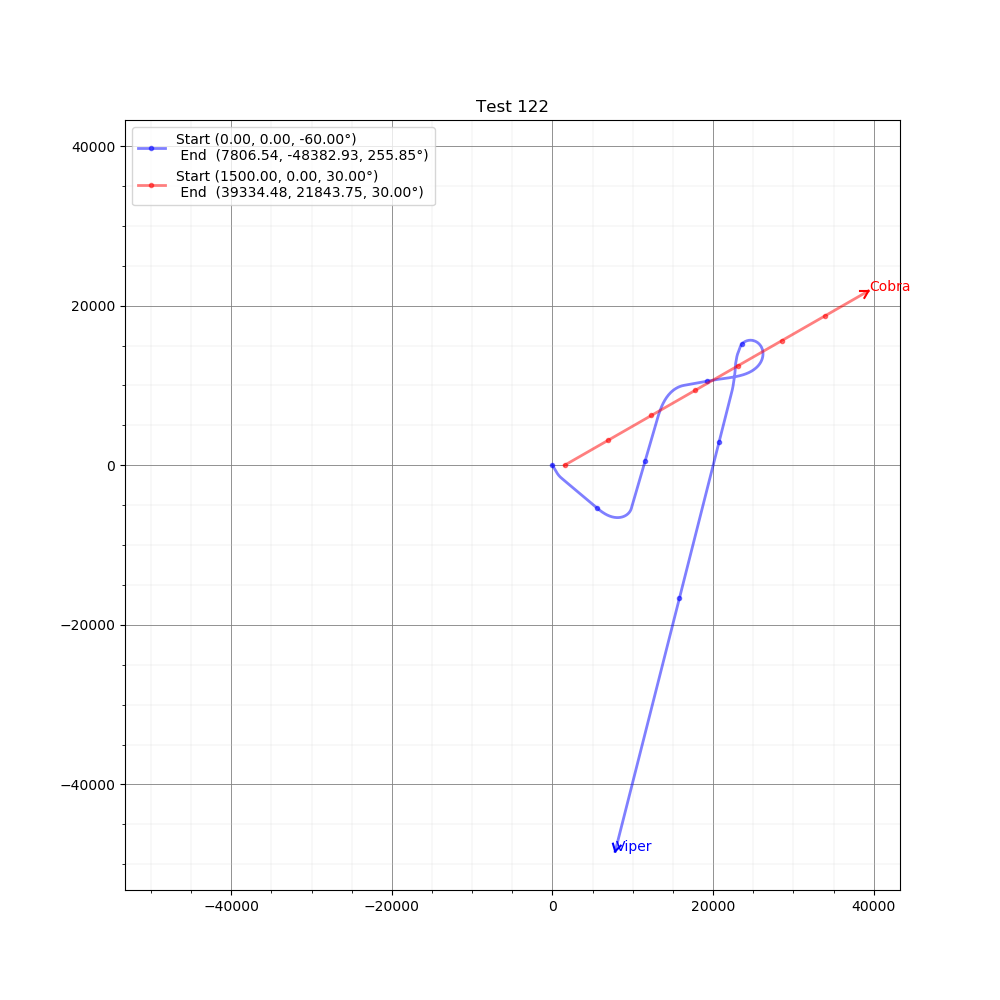 Test 122
Start (0.00, 0.00, -60.00°)
End (7806.54, -48382.93, 255.85°)
Start (1500.00, 0.00, 30.00°)
End (39334.48, 21843.75, 30.00°)
40000
20000
0
−20000
−40000
Cobra
Viper
−40000
−20000
0
20000
40000